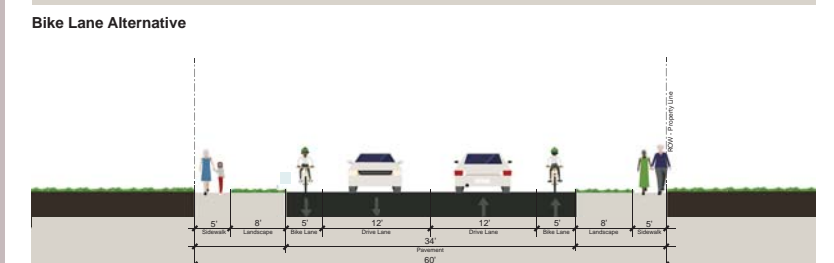 Bike Lane Alternative
ROW - Property Line
5' 8' 5' 12' 12' 5' 8' 5'
Sidewalk Landscape Bike Lane Drive Lane Drive Lane Bike Lane Landscape Sidewalk
34'
Pavement
60'